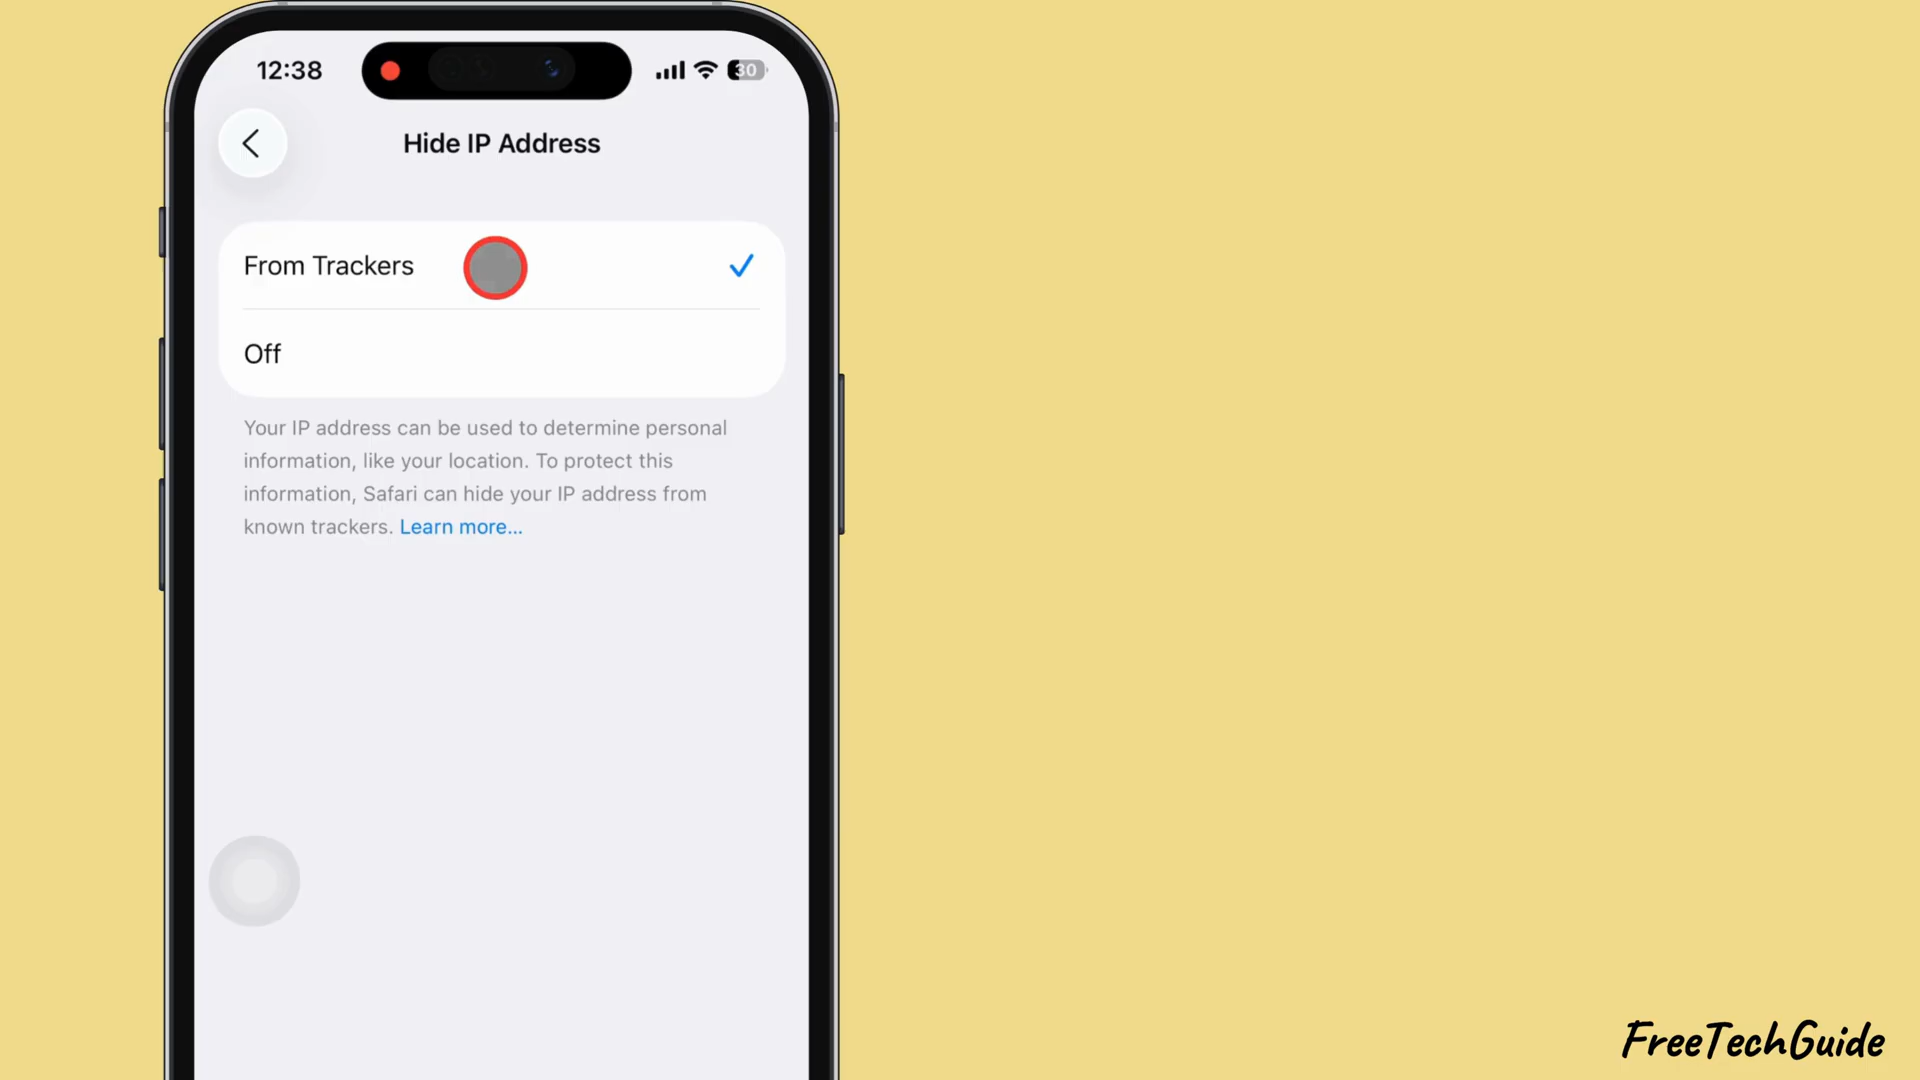 12:38
30
Hide IP Address
From Trackers
Off
Your IP address can be used to determine personal
information, like your location. To protect this
information, Safari can hide your IP address from
known trackers. Learn more...
FreeTechGuide